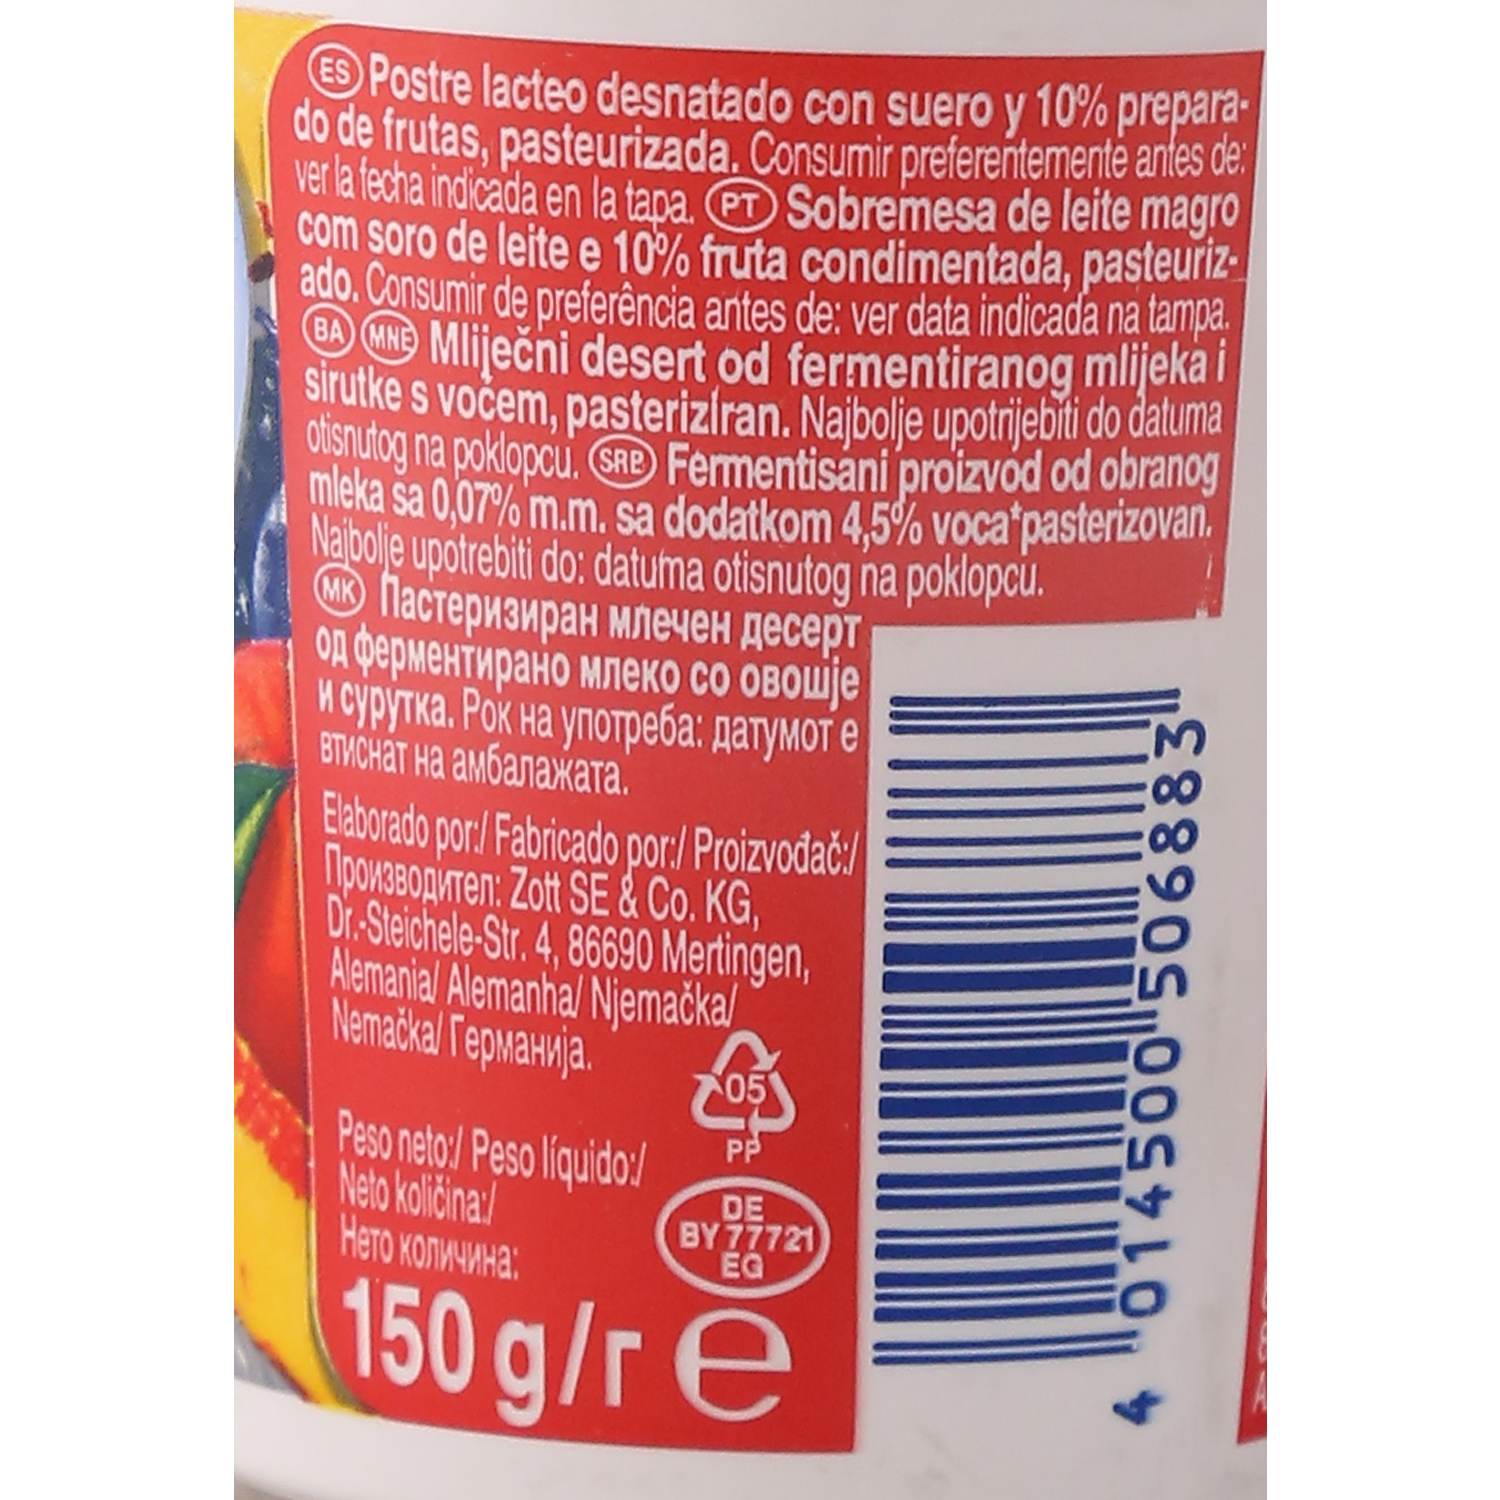 ES Postre lacteo desnatado con suero y 10% prepara-
do de frutas, pasteurizada. Consumir preferentemente antes de:
ver la fecha indicada en la tapa. PT Sobremesa de leite magro
com soro de leite e 10% fruta condimentada, pasteuriz-
ado. Consumir de preferência antes de: ver data indicada na tampa.
BA MNE Mliječni desert od fermentiranog mlijeka i
sirutke s voćem, pasteriziran. Najbolje upotrijebiti do datuma
otisnutog na poklopcu. SRB Fermentisani proizvod od obranog
mleka sa 0,07% m.m. sa dodatkom 4,5% voca*pasterizovan.
Najbolje upotrebiti do: datuma otisnutog na poklopcu.
MK Пастеризиран млечен десерт
од ферментирано млеко со овошје
и сурутка. Рок на употреба: датумот е
втиснат на амбалажата.
Elaborado por:/ Fabricado por:/ Proizvođač:/
Производител: Zott SE & Co. KG,
Dr.-Steichele-Str. 4, 86690 Mertingen,
Alemania/ Alemanha/ Njemačka/
Nemačka/ Германија.
05
PP
Peso neto:/ Peso líquido:/
Neto količina:/
Нето количина:
DE
BY 77721
EG
150 g/г e
4 014500 506883